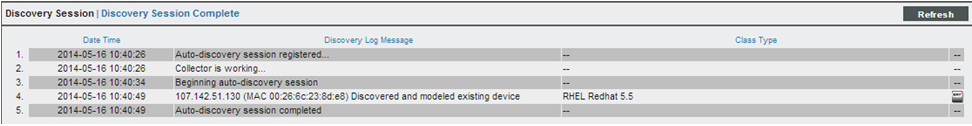 Discovery Session | Discovery Session Complete Refresh
Date Time Discovery Log Message Class Type
1. 2014-05-16 10:40:26 Auto-discovery session registered... -- --
2. 2014-05-16 10:40:26 Collector is working... -- --
3. 2014-05-16 10:40:34 Beginning auto-discovery session -- --
4. 2014-05-16 10:40:49 107.142.51.130 (MAC 00:26:6c:23:8d:e8) Discovered and modeled existing device RHEL Redhat 5.5
5. 2014-05-16 10:40:49 Auto-discovery session completed -- --